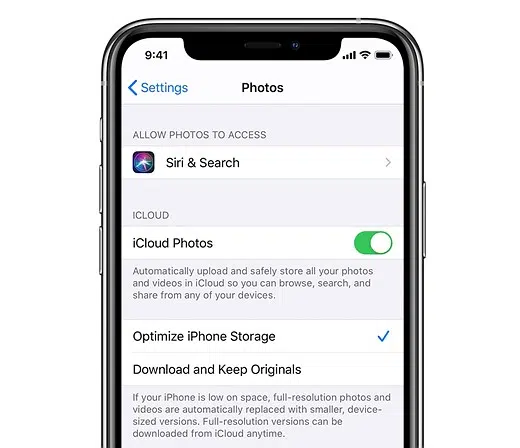 9:41
Settings
Photos
ALLOW PHOTOS TO ACCESS
Siri & Search
ICLOUD
iCloud Photos
Automatically upload and safely store all your photos
and videos in iCloud so you can browse, search, and
share from any of your devices.
Optimize iPhone Storage
Download and Keep Originals
If your iPhone is low on space, full-resolution photos and
videos are automatically replaced with smaller, device-
sized versions. Full-resolution versions can be
downloaded from iCloud anytime.